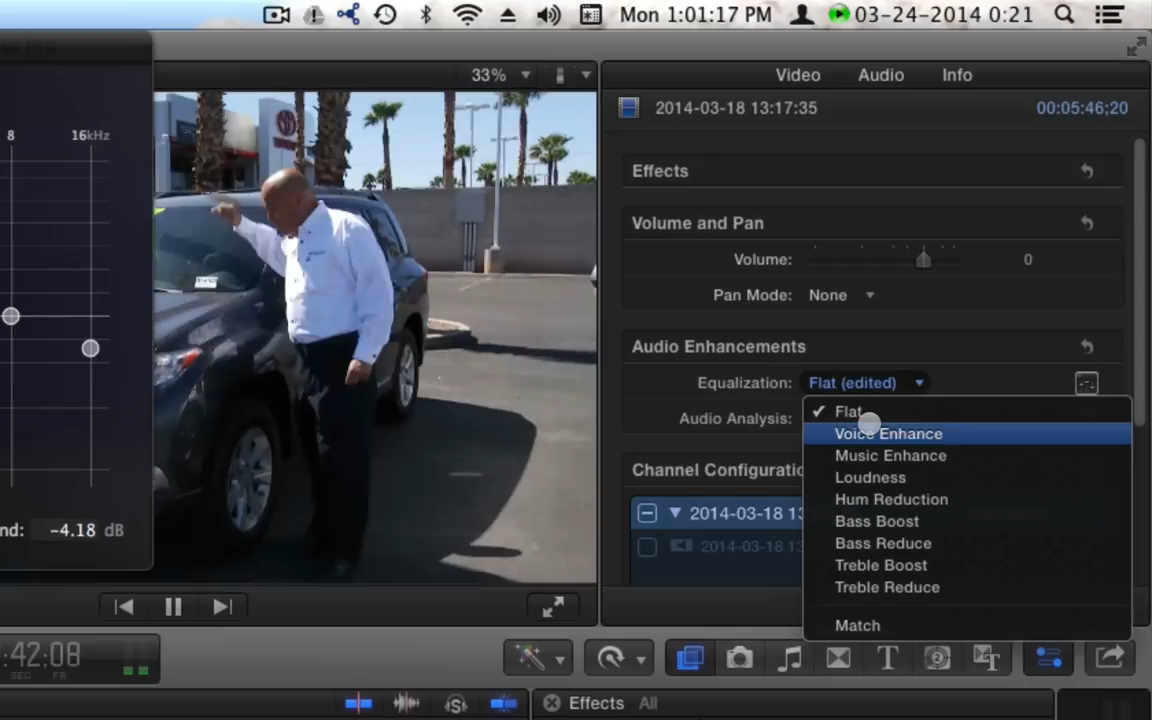 Mon 1:01:17 PM 03-24-2014 0:21
33%
Video Audio Info
2014-03-18 13:17:35 00:05:46;20
8 16kHz
Effects
Volume and Pan
Volume: 0
Pan Mode: None
Audio Enhancements
Equalization: Flat (edited)
Audio Analysis:
✓ Flat
Voice Enhance
Music Enhance
Loudness
Hum Reduction
Bass Boost
Bass Reduce
Treble Boost
Treble Reduce
Match
Channel Configuratio
2014-03-18 13
2014-03-18 13
nd: -4.18 dB
:42;08
SEC FR
Effects All